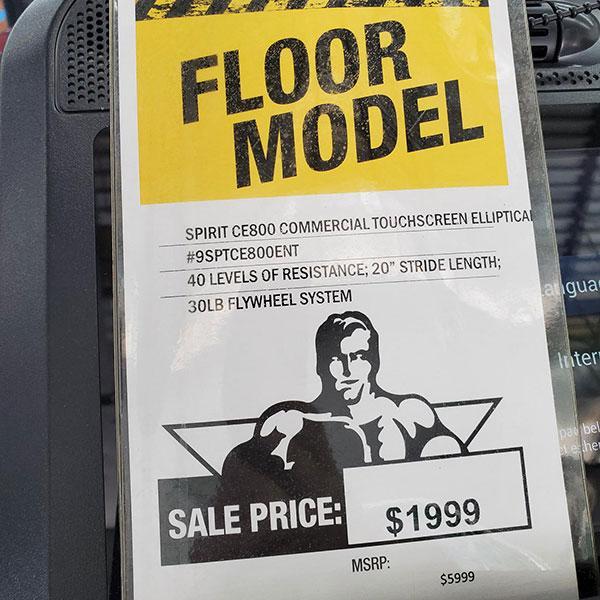 FLOOR
MODEL
SPIRIT CE800 COMMERCIAL TOUCHSCREEN ELLIPTICAL
#9SPTCE800ENT
40 LEVELS OF RESISTANCE; 20" STRIDE LENGTH;
30LB FLYWHEEL SYSTEM
SALE PRICE: $1999
MSRP: $5999